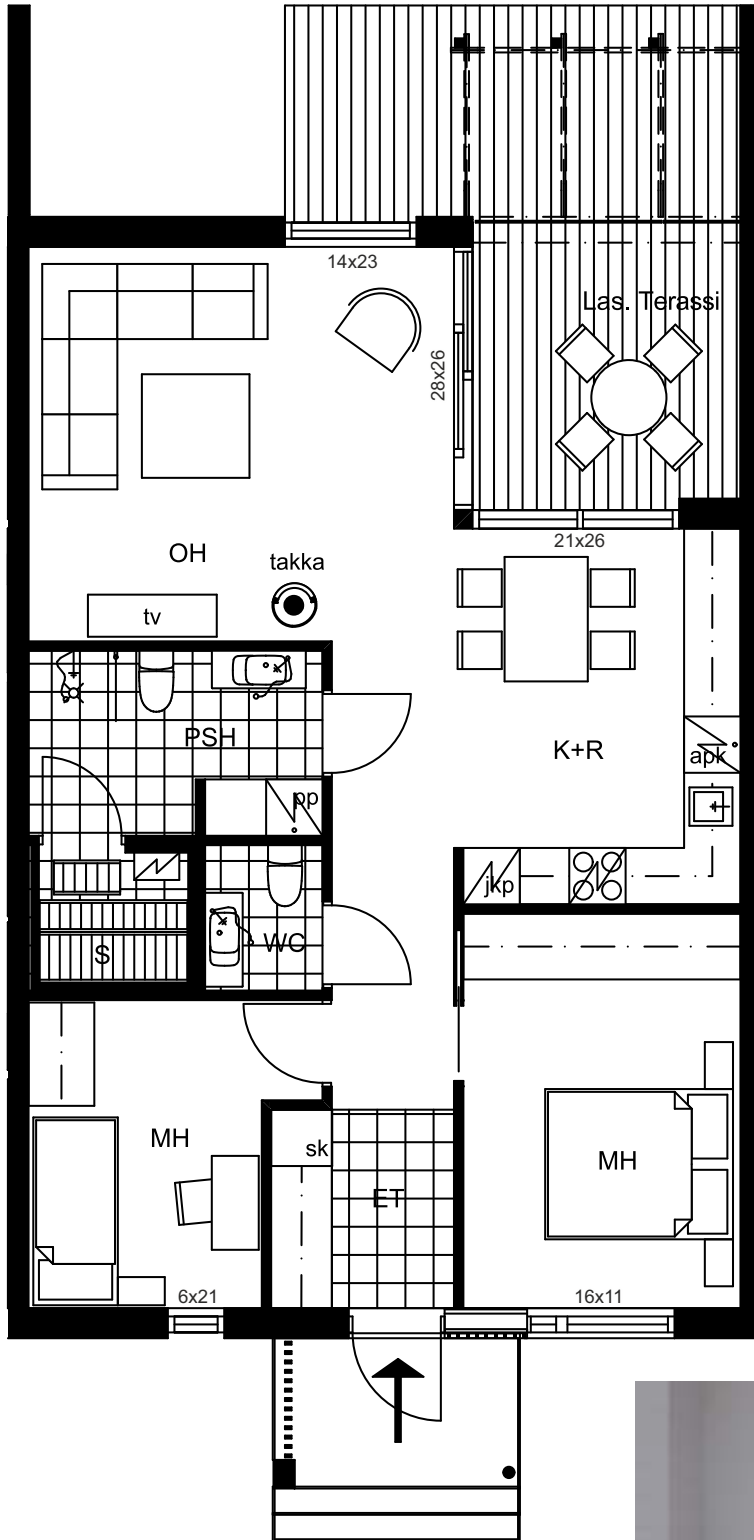 14x23
Las. Terassi
28x26
21x26
OH
takka
tv
PSH
K+R
apk
pp
jkp
WC
S
MH
sk
MH
ET
6x21
16x11